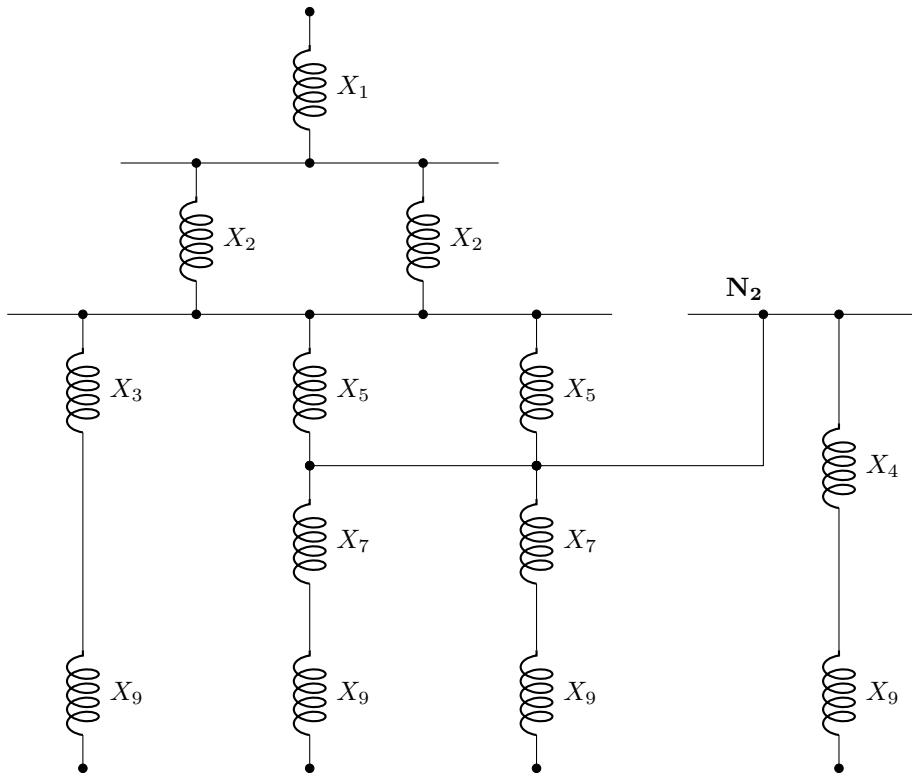 X₁
X₂ X₂
N₂
X₃ X₅ X₅
X₄
X₇ X₇
X₉ X₉ X₉ X₉